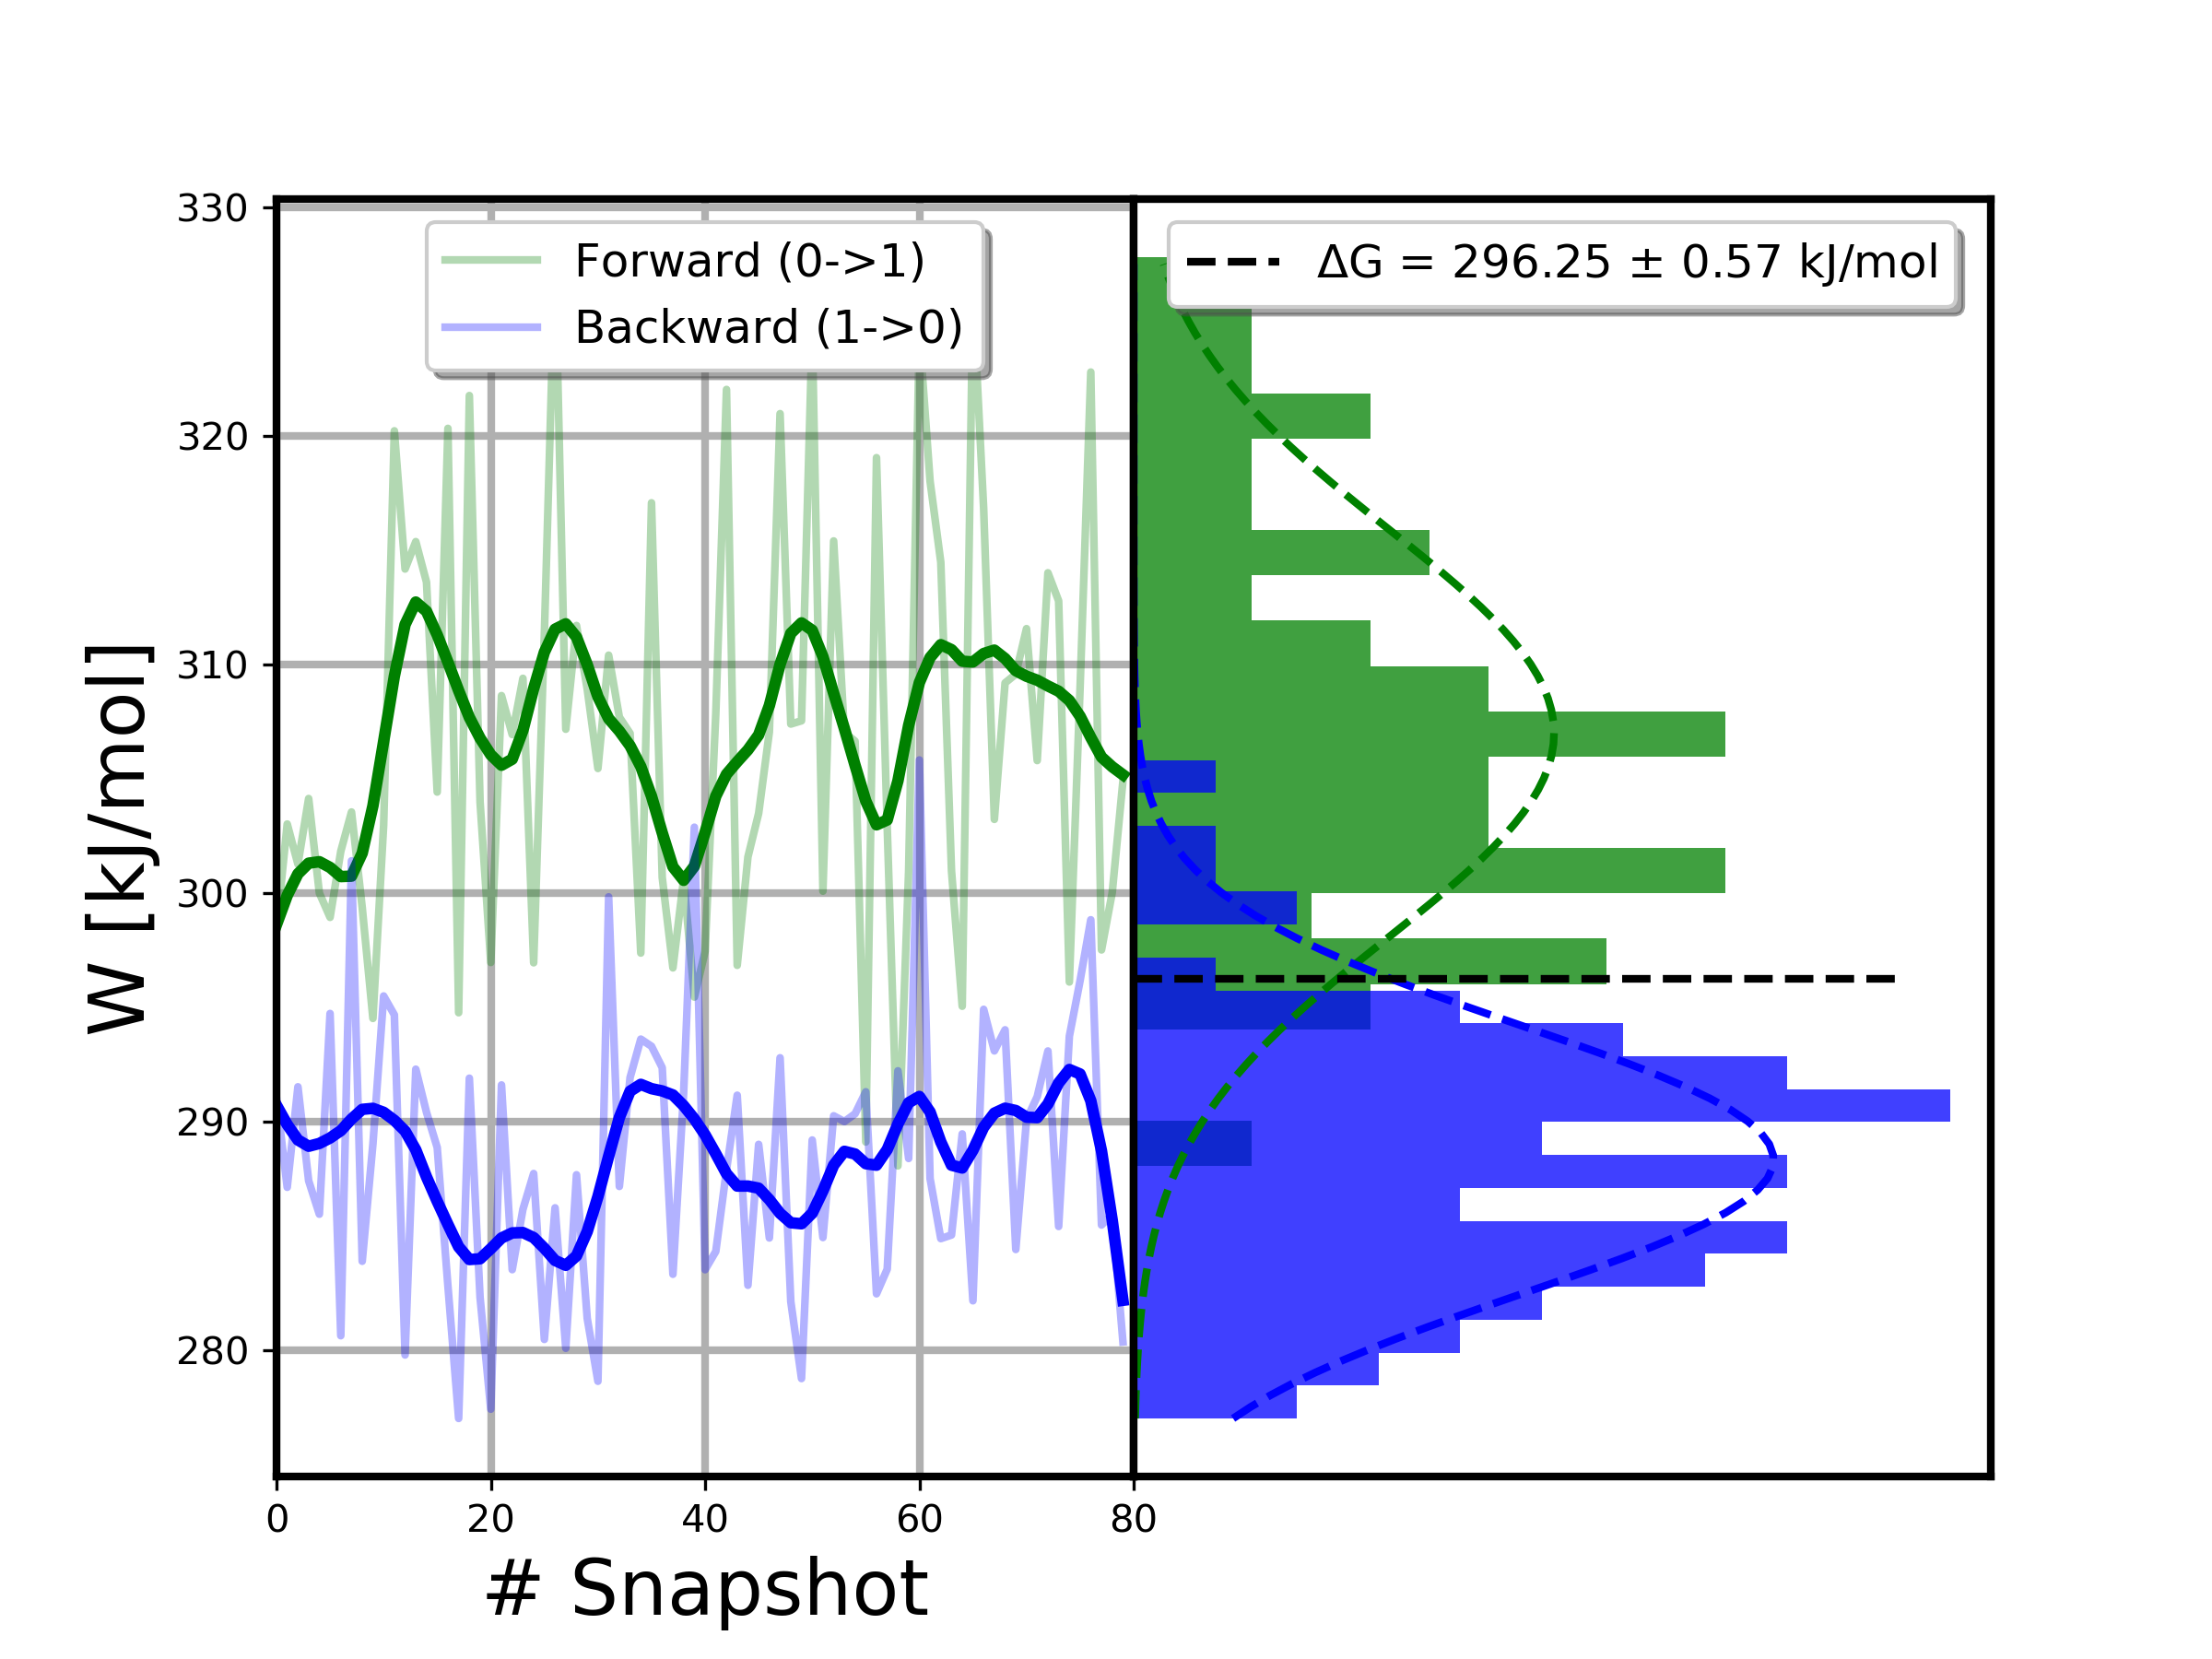 Forward (0->1)
Backward (1->0)
ΔG = 296.25 ± 0.57 kJ/mol
W [kJ/mol]
330
320
310
300
290
280
0 20 40 60 80
# Snapshot